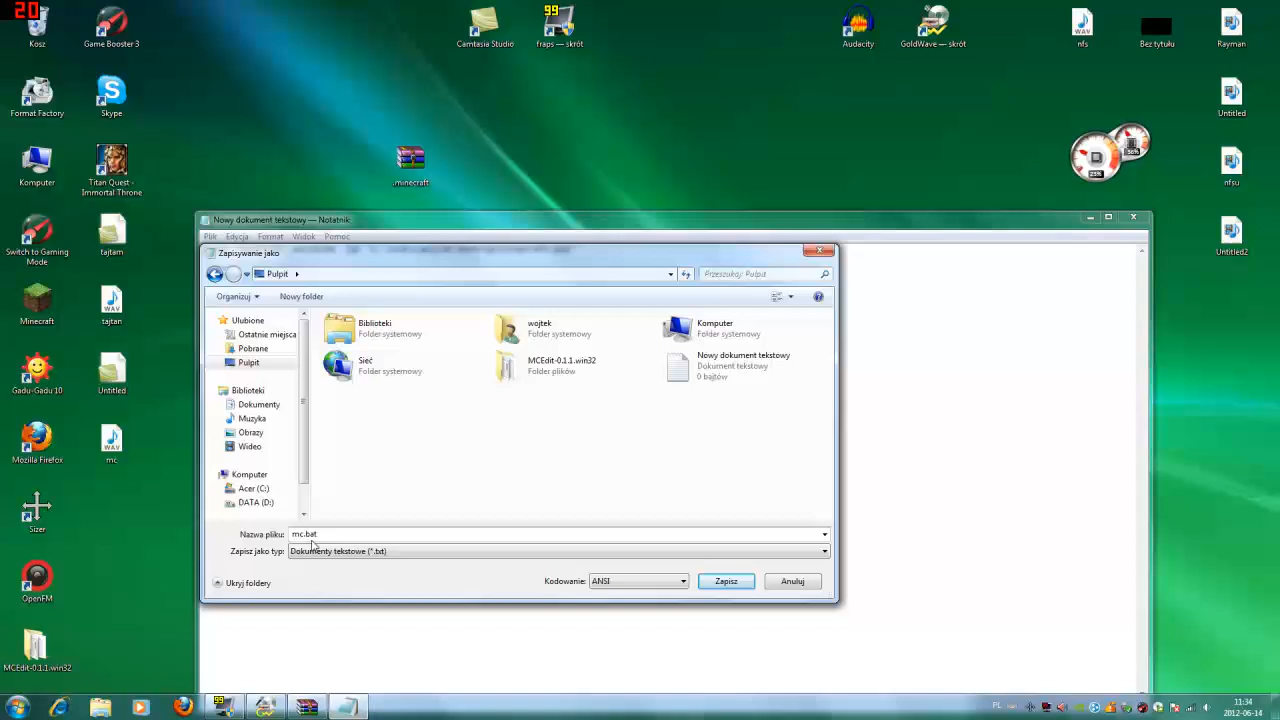 20
Kosz
Game Booster 3
Camtasia Studio
99
fraps — skrót
Audacity
GoldWave — skrót
nfs
Bez tytułu
Rayman
Format Factory
Skype
Untitled
Komputer
Titan Quest -
Immortal Throne
.minecraft
23%
36%
nfsu
Switch to Gaming
Mode
tajtam
Untitled2
Minecraft
tajtan
Gadu-Gadu 10
Untitled
Mozilla Firefox
mc
Sizer
OpenFM
MCEdit-0.1.1.win32
Nowy dokument tekstowy — Notatnik
Plik Edycja Format Widok Pomoc
Zapisywanie jako
Pulpit
Przeszukaj: Pulpit
Organizuj
Nowy folder
Ulubione
Ostatnie miejsca
Pobrane
Pulpit
Biblioteki
Dokumenty
Muzyka
Obrazy
Wideo
Komputer
Acer (C:)
DATA (D:)
Biblioteki
Folder systemowy
wojtek
Folder systemowy
Komputer
Folder systemowy
Sieć
Folder systemowy
MCEdit-0.1.1.win32
Folder plików
Nowy dokument tekstowy
Dokument tekstowy
0 bajtów
Nazwa pliku: mc.bat
Zapisz jako typ: Dokumenty tekstowe (*.txt)
Ukryj foldery
Kodowanie: ANSI
Zapisz
Anuluj
99
PL
11:34
2012-06-14